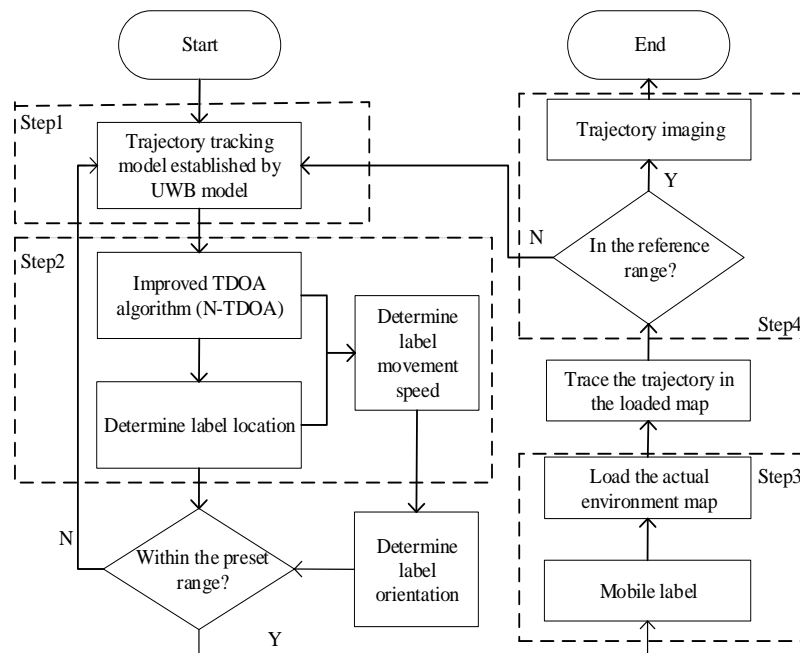 Start
Step1
Trajectory tracking
model established by
UWB model
Step2
Improved TDOA
algorithm (N-TDOA)
Determine
label
movement
speed
Determine label location
N
Within the preset
range?
Determine
label
orientation
Y
End
Trajectory imaging
Y
N
In the reference
range?
Step4
Trace the trajectory in
the loaded map
Load the actual
environment map
Step3
Mobile label